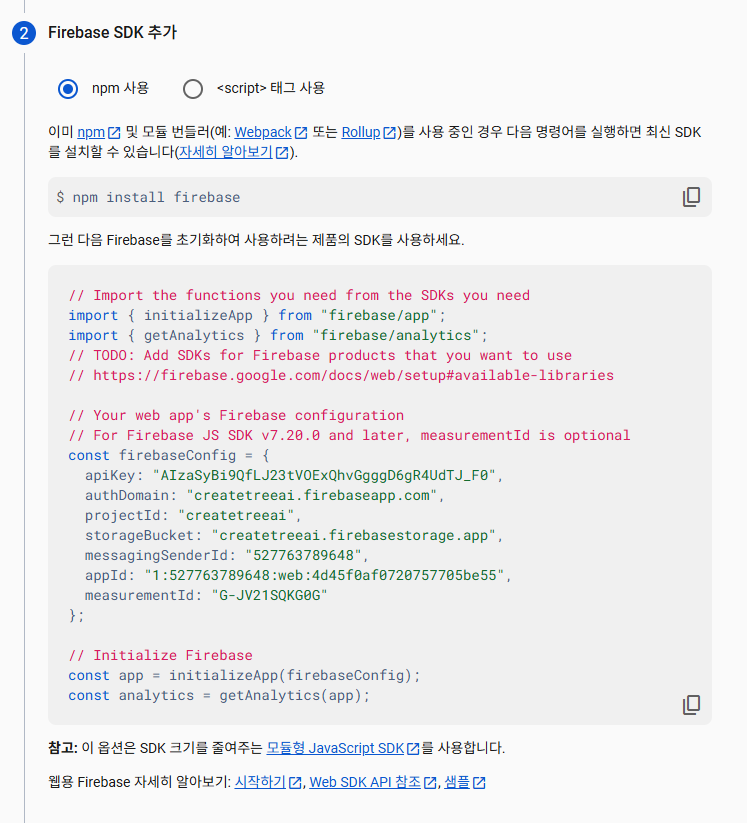 2 Firebase SDK 추가
npm 사용 <script> 태그 사용
이미 npm 및 모듈 번들러(예: Webpack 또는 Rollup)를 사용 중인 경우 다음 명령어를 실행하면 최신 SDK
를 설치할 수 있습니다(자세히 알아보기).
$ npm install firebase
그런 다음 Firebase를 초기화하여 사용하려는 제품의 SDK를 사용하세요.
// Import the functions you need from the SDKs you need
import { initializeApp } from "firebase/app";
import { getAnalytics } from "firebase/analytics";
// TODO: Add SDKs for Firebase products that you want to use
// https://firebase.google.com/docs/web/setup#available-libraries
// Your web app's Firebase configuration
// For Firebase JS SDK v7.20.0 and later, measurementId is optional
const firebaseConfig = {
apiKey: "AIzaSyBi9QfLJ23tVOExQhvGgggD6gR4UdTJ_F0",
authDomain: "createtreeai.firebaseapp.com",
projectId: "createtreeai",
storageBucket: "createtreeai.firebasestorage.app",
messagingSenderId: "527763789648",
appId: "1:527763789648:web:4d45f0af0720757705be55",
measurementId: "G-JV21SQKG0G"
};
// Initialize Firebase
const app = initializeApp(firebaseConfig);
const analytics = getAnalytics(app);
참고: 이 옵션은 SDK 크기를 줄여주는 모듈형 JavaScript SDK를 사용합니다.
웹용 Firebase 자세히 알아보기: 시작하기, Web SDK API 참조, 샘플